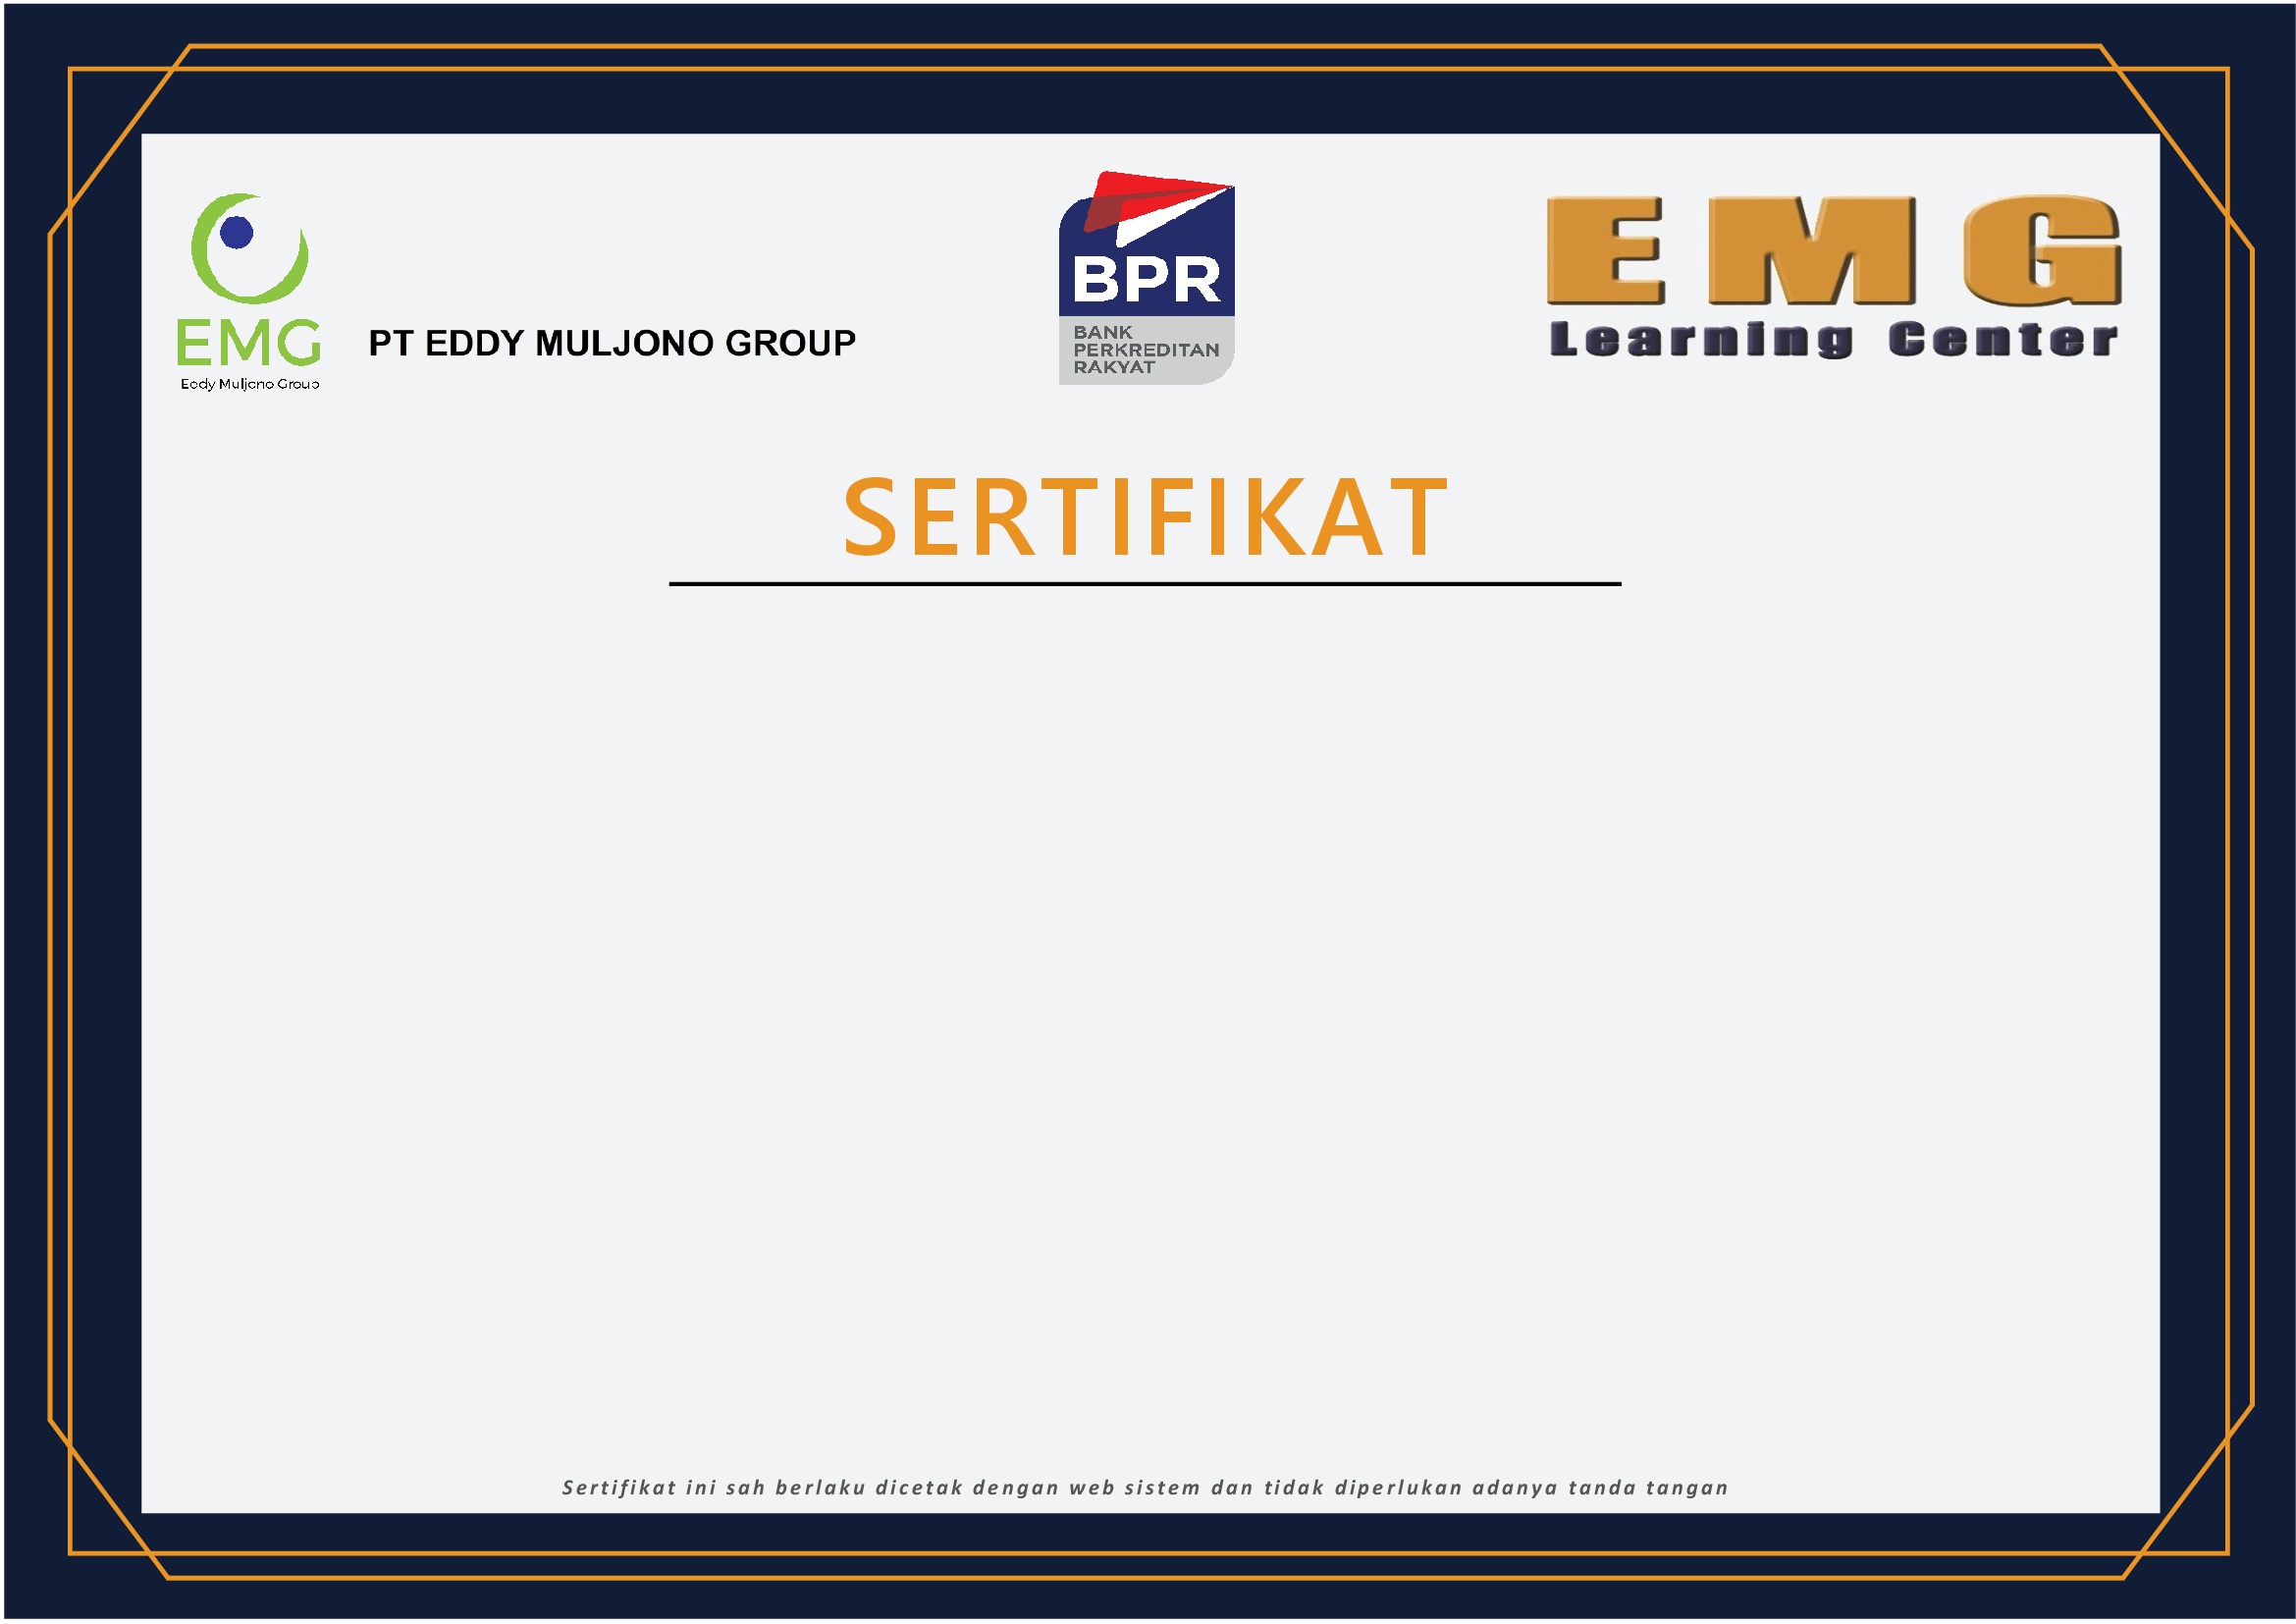 EMG
Eddy Muljono Group
PT EDDY MULJONO GROUP
BPR
BANK
PERKREDITAN
RAKYAT
EMG
Learning Center
SERTIFIKAT
Sertifikat ini sah berlaku dicetak dengan web sistem dan tidak diperlukan adanya tanda tangan